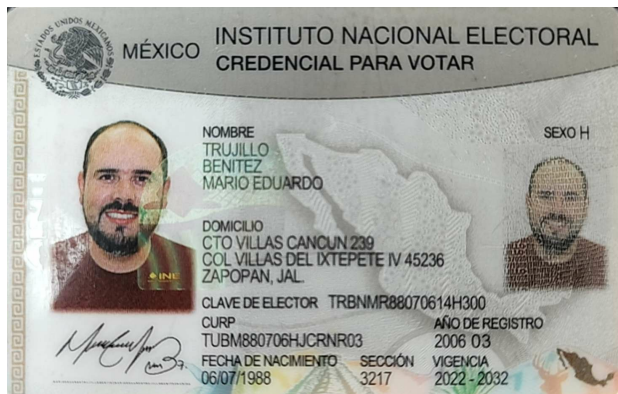 ESTADOS UNIDOS MEXICANOS
MÉXICO
INSTITUTO NACIONAL ELECTORAL
CREDENCIAL PARA VOTAR
NOMBRE
SEXO H
TRUJILLO
BENITEZ
MARIO EDUARDO
DOMICILIO
CTO VILLAS CANCUN 239
COL VILLAS DEL IXTEPETE IV 45236
ZAPOPAN, JAL.
INE
CLAVE DE ELECTOR TRBNMR88070614H300
CURP
AÑO DE REGISTRO
TUBM880706HJCRNR03
2006 03
FECHA DE NACIMIENTO SECCIÓN VIGENCIA
06/07/1988 3217 2022 - 2032